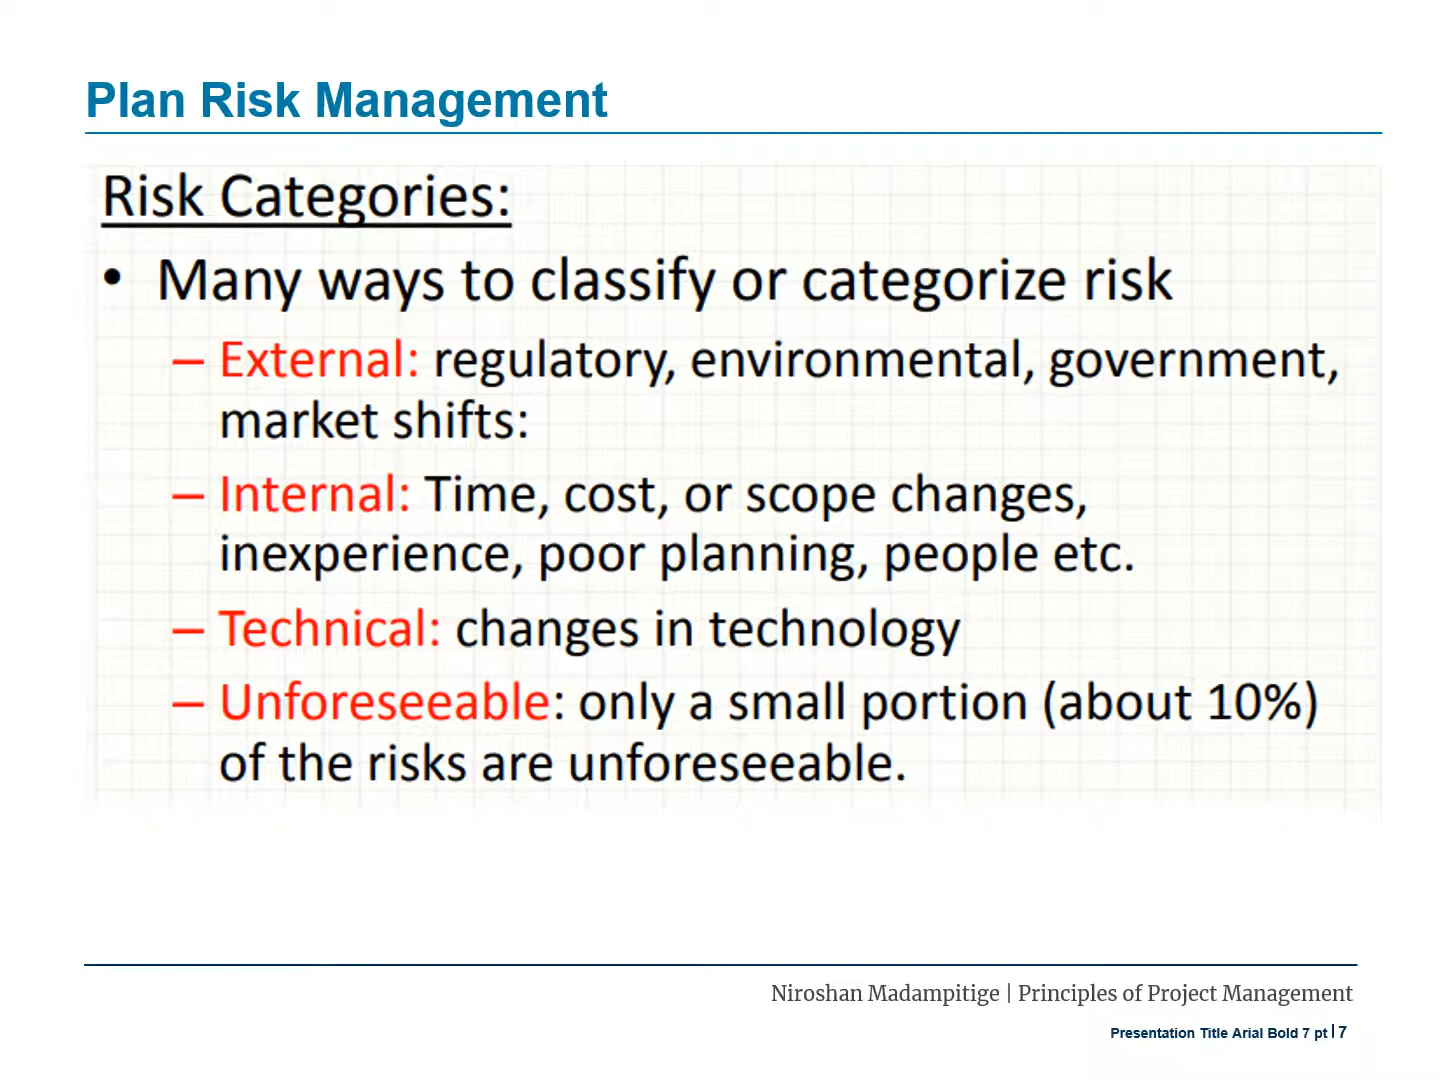 Plan Risk Management
Risk Categories:
• Many ways to classify or categorize risk
– External: regulatory, environmental, government,
market shifts:
– Internal: Time, cost, or scope changes,
inexperience, poor planning, people etc.
– Technical: changes in technology
– Unforeseeable: only a small portion (about 10%)
of the risks are unforeseeable.
Niroshan Madampitige | Principles of Project Management
Presentation Title Arial Bold 7 pt | 7